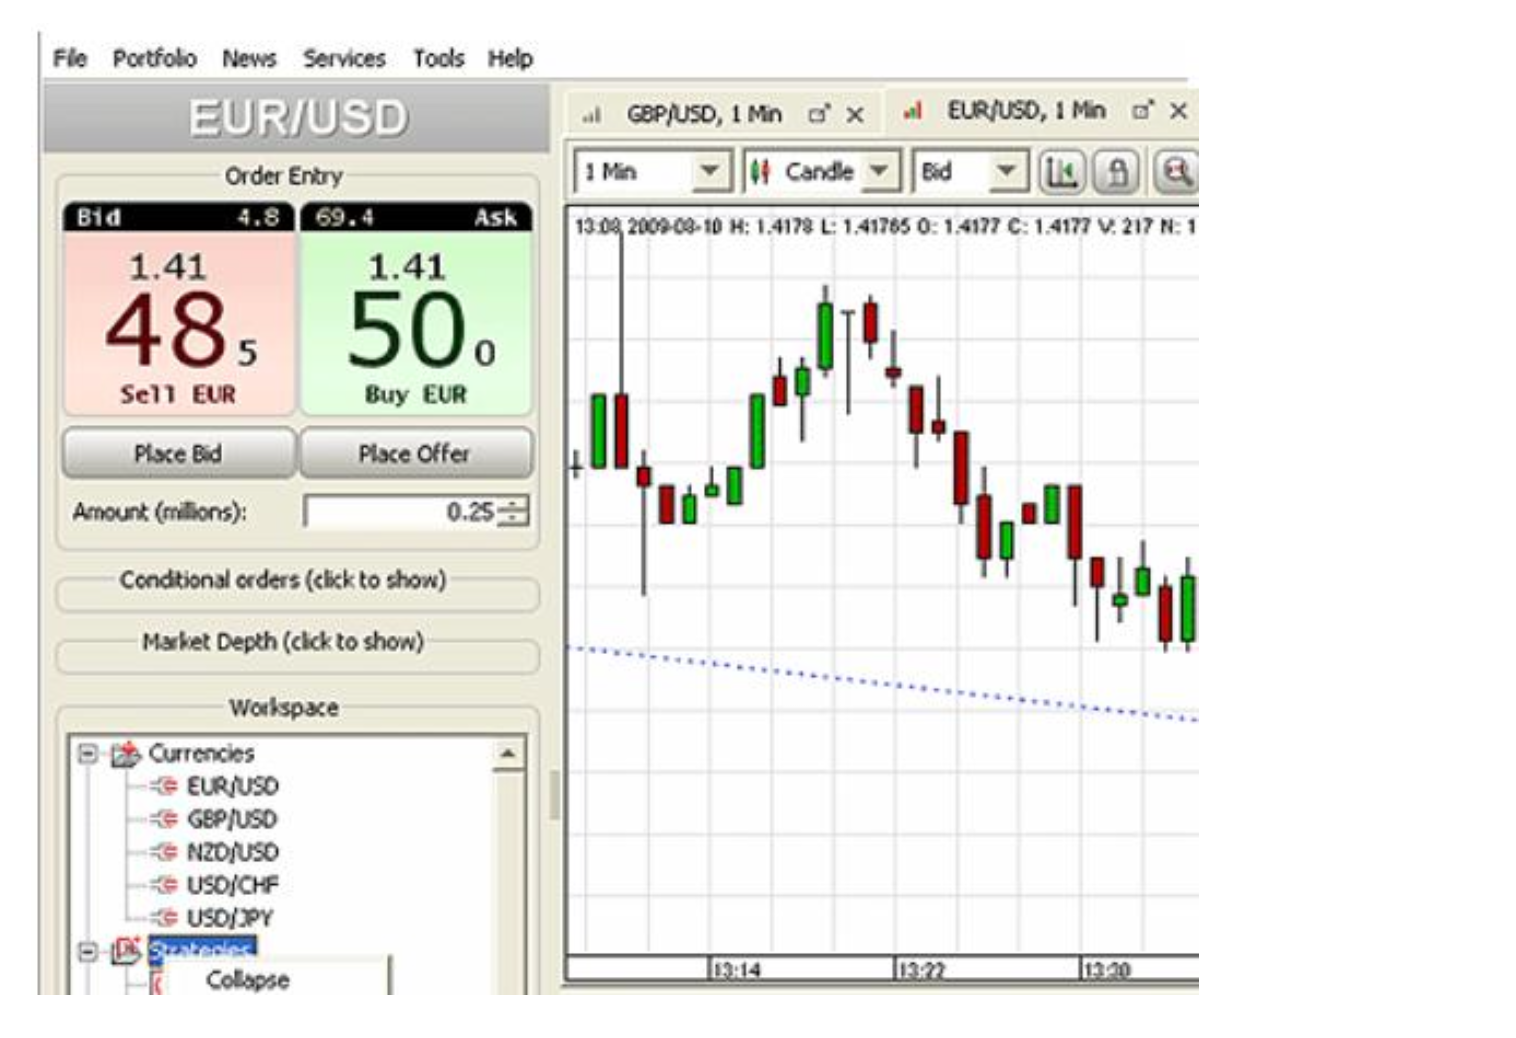 File Portfolio News Services Tools Help
EUR/USD
Order Entry
Bid 4.8 69.4 Ask
1.41 1.41
48 5 50 0
Sell EUR Buy EUR
Place Bid Place Offer
Amount (millions): 0.25
Conditional orders (click to show)
Market Depth (click to show)
Workspace
Currencies
EUR/USD
GBP/USD
NZD/USD
USD/CHF
USD/JPY
Strategies
Collapse
GBP/USD, 1 Min EUR/USD, 1 Min
1 Min Candle Bid
13:08 2009-08-10 H: 1.4178 L: 1.41765 O: 1.4177 C: 1.4177 V: 217 N: 1
13:14 13:22 13:30